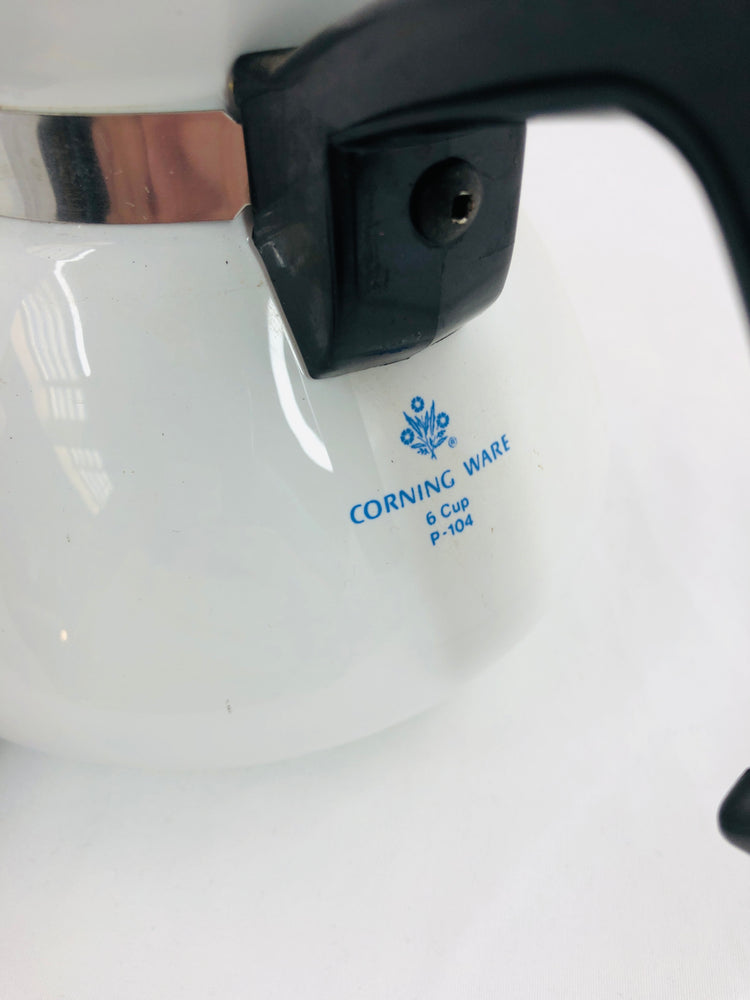 ®
CORNING WARE
6 Cup
P-104